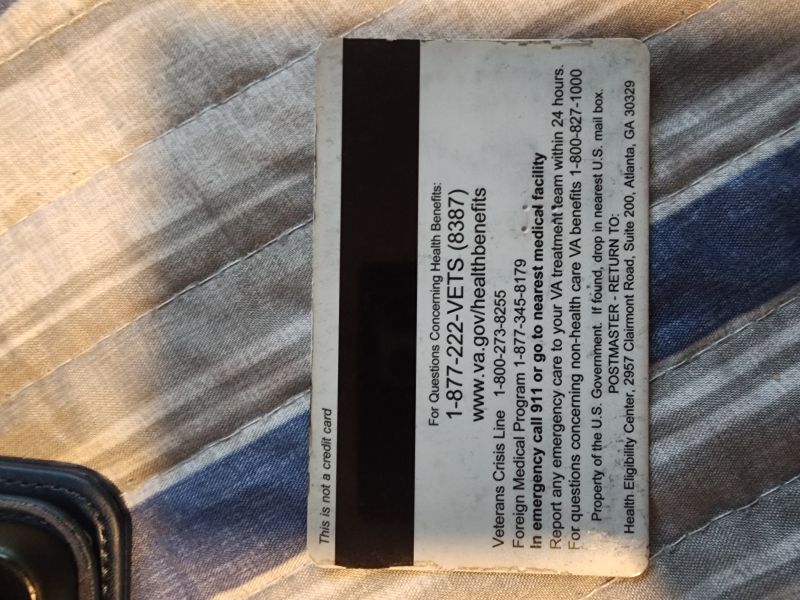 This is not a credit card
For Questions Concerning Health Benefits:
1-877-222-VETS (8387)
www.va.gov/healthbenefits
Veterans Crisis Line 1-800-273-8255
Foreign Medical Program 1-877-345-8179
In emergency call 911 or go to nearest medical facility
Report any emergency care to your VA treatment team within 24 hours.
For questions concerning non-health care VA benefits 1-800-827-1000
Property of the U.S. Government. If found, drop in nearest U.S. mail box.
POSTMASTER - RETURN TO:
Health Eligibility Center, 2957 Clairmont Road, Suite 200, Atlanta, GA 30329